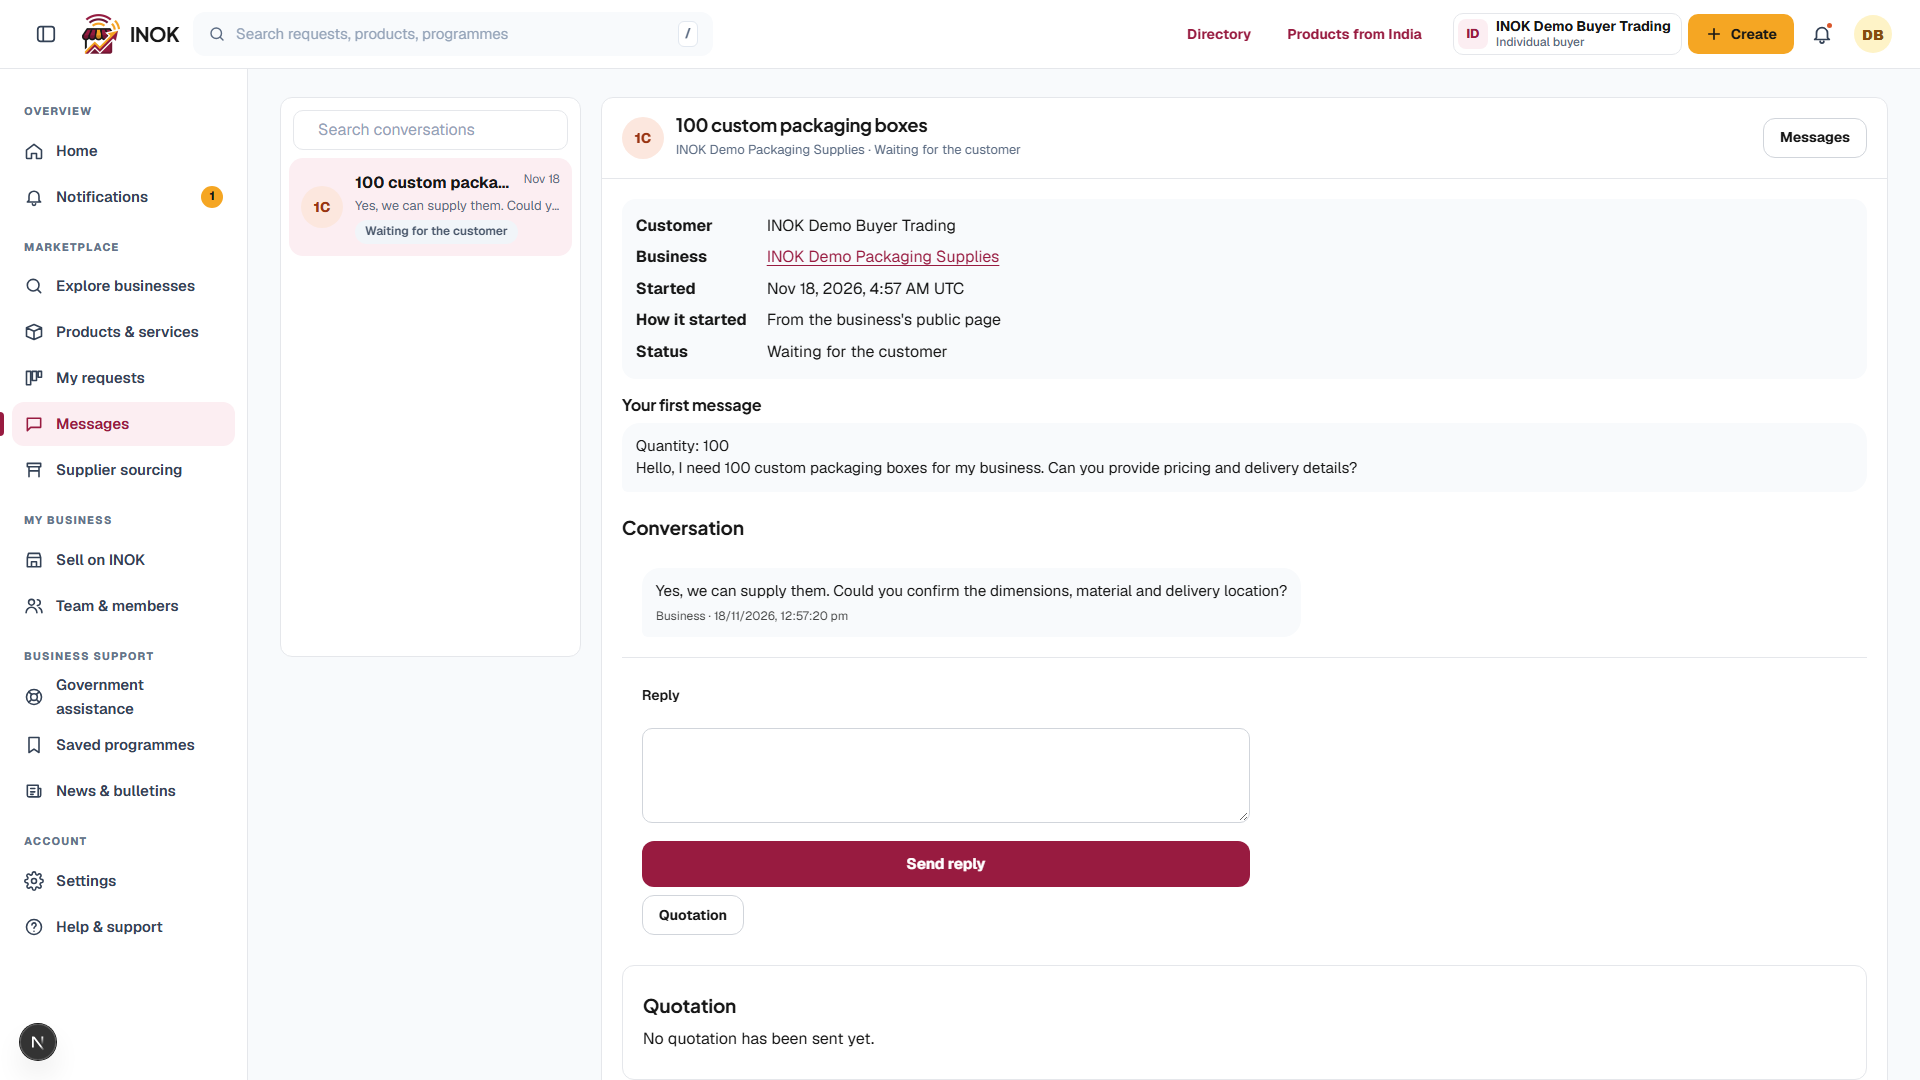 INOK
Search requests, products, programmes
/
Directory
Products from India
ID
INOK Demo Buyer Trading
Individual buyer
+ Create
DB
OVERVIEW
Home
Notifications
1
MARKETPLACE
Explore businesses
Products & services
My requests
Messages
Supplier sourcing
MY BUSINESS
Sell on INOK
Team & members
BUSINESS SUPPORT
Government
assistance
Saved programmes
News & bulletins
ACCOUNT
Settings
Help & support
N
Search conversations
1C
100 custom packa...
Nov 18
Yes, we can supply them. Could y...
Waiting for the customer
1C
100 custom packaging boxes
INOK Demo Packaging Supplies · Waiting for the customer
Messages
Customer INOK Demo Buyer Trading
Business INOK Demo Packaging Supplies
Started Nov 18, 2026, 4:57 AM UTC
How it started From the business's public page
Status Waiting for the customer
Your first message
Quantity: 100
Hello, I need 100 custom packaging boxes for my business. Can you provide pricing and delivery details?
Conversation
Yes, we can supply them. Could you confirm the dimensions, material and delivery location?
Business · 18/11/2026, 12:57:20 pm
Reply
Send reply
Quotation
Quotation
No quotation has been sent yet.